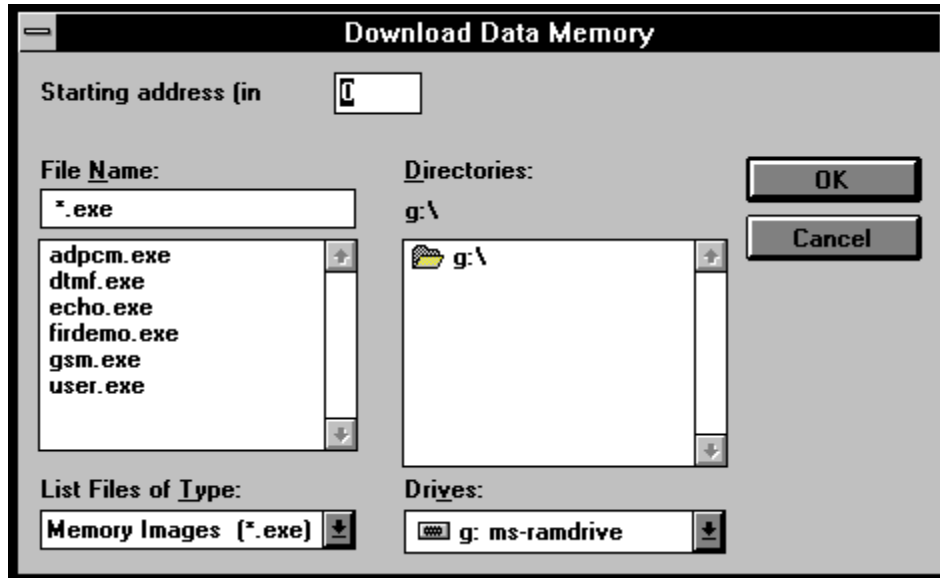 Download Data Memory
Starting address (in
0
File Name:
*.exe
adpcm.exe
dtmf.exe
echo.exe
firdemo.exe
gsm.exe
user.exe
List Files of Type:
Memory Images (*.exe)
Directories:
g:\
g:\
Drives:
g: ms-ramdrive
OK
Cancel